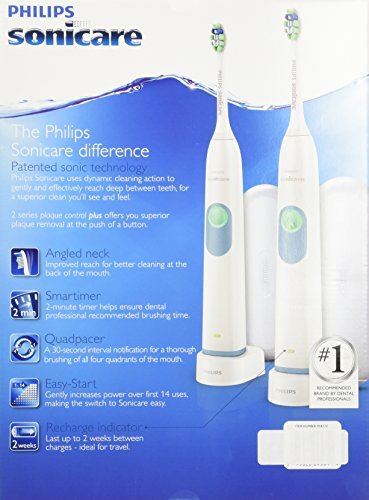 PHILIPS
sonicare
The Philips
Sonicare difference
Patented sonic technology
Philips Sonicare uses dynamic cleaning action to
gently and effectively reach deep between teeth, for
a superior clean you'll see and feel.
2 series plaque control plus offers you superior
plaque removal at the push of a button.
Angled neck
Improved reach for better cleaning at the
back of the mouth.
2 min
Smartimer
2-minute timer helps ensure dental
professional recommended brushing time.
Quadpacer
A 30-second interval notification for a thorough
brushing of all four quadrants of the mouth.
1-14
Easy-Start
Gently increases power over first 14 uses,
making the switch to Sonicare easy.
2 weeks
Recharge indicator
Last up to 2 weeks between
charges - ideal for travel.
sonicare
sonicare
PHILIPS
PHILIPS
#1
RECOMMENDED
BRAND BY DENTAL
PROFESSIONALS